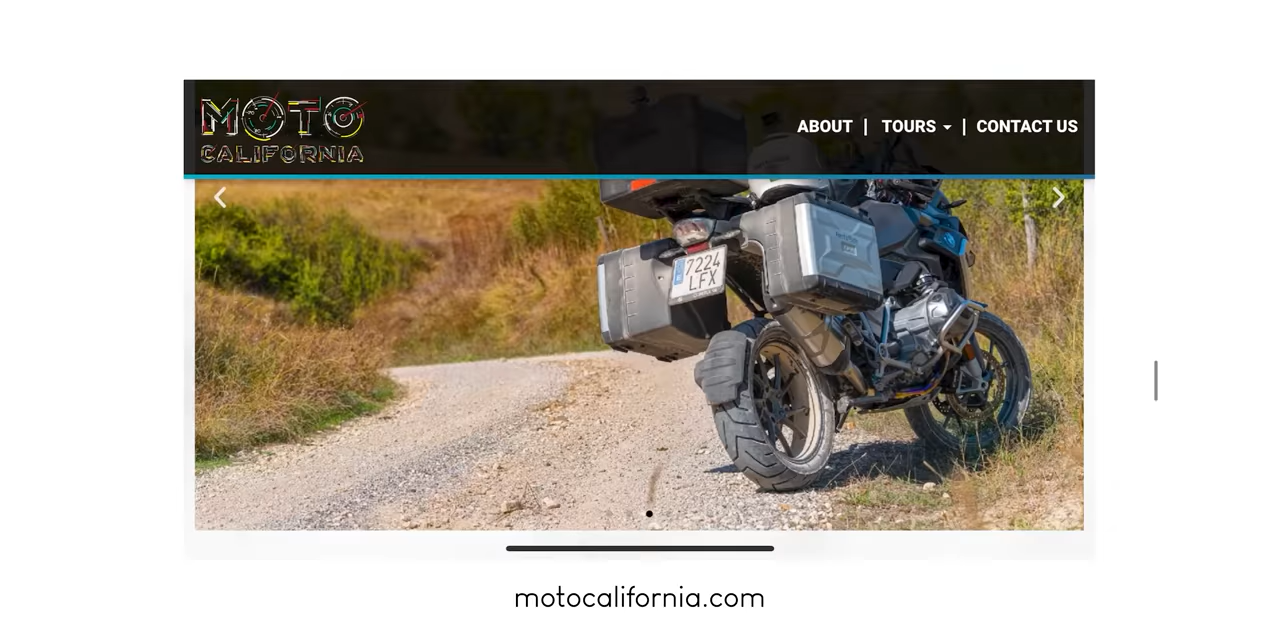 MOTO
CALIFORNIA
ABOUT | TOURS | CONTACT US
7224
LFX
motocalifornia.com